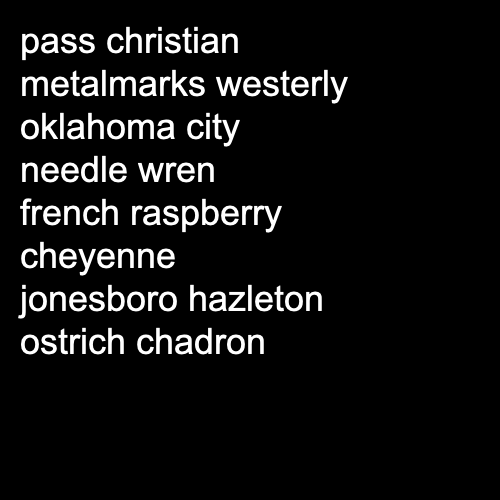 pass christian
metalmarks westerly
oklahoma city
needle wren
french raspberry
cheyenne
jonesboro hazleton
ostrich chadron